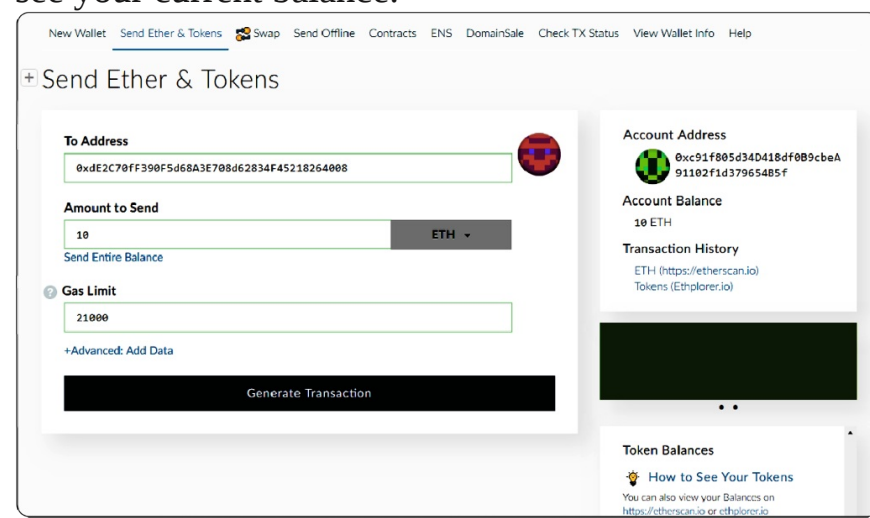 see your current balance.
New Wallet Send Ether & Tokens Swap Send Offline Contracts ENS DomainSale Check TX Status View Wallet Info Help
+ Send Ether & Tokens
To Address
0xdE2C70fF390F5d68A3E708d62834F45218264008
Amount to Send
10 ETH
Send Entire Balance
? Gas Limit
21000
+Advanced: Add Data
Generate Transaction
Account Address
0xc91f805d34D418df0B9cbeA
91102f1d379654B5f
Account Balance
10 ETH
Transaction History
ETH (https://etherscan.io)
Tokens (Ethplorer.io)
Token Balances
How to See Your Tokens
You can also view your Balances on
https://etherscan.io or ethplorer.io